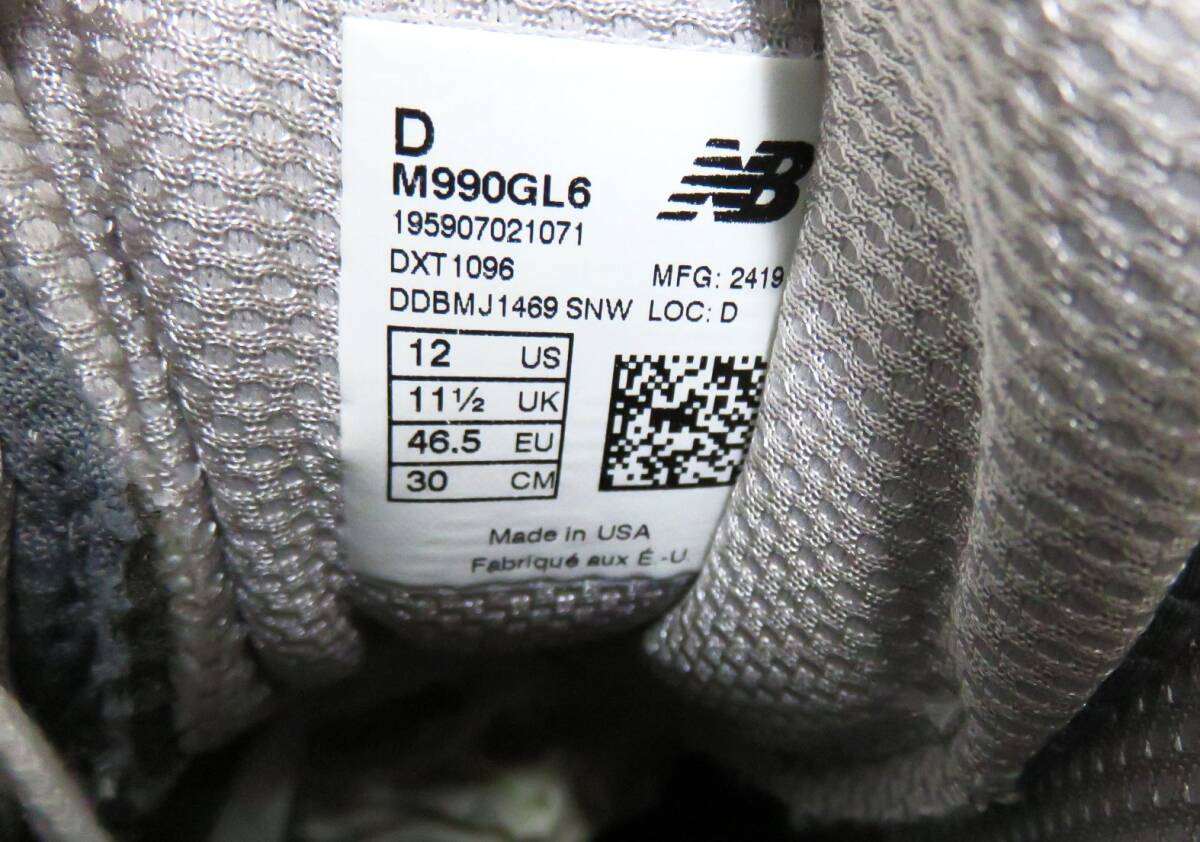 D
M990GL6
195907021071
DXT1096
DDBMJ1469 SNW
NB
MFG: 2419
LOC: D
12 US
11½ UK
46.5 EU
30 CM
Made in USA
Fabriqué aux É.-U.